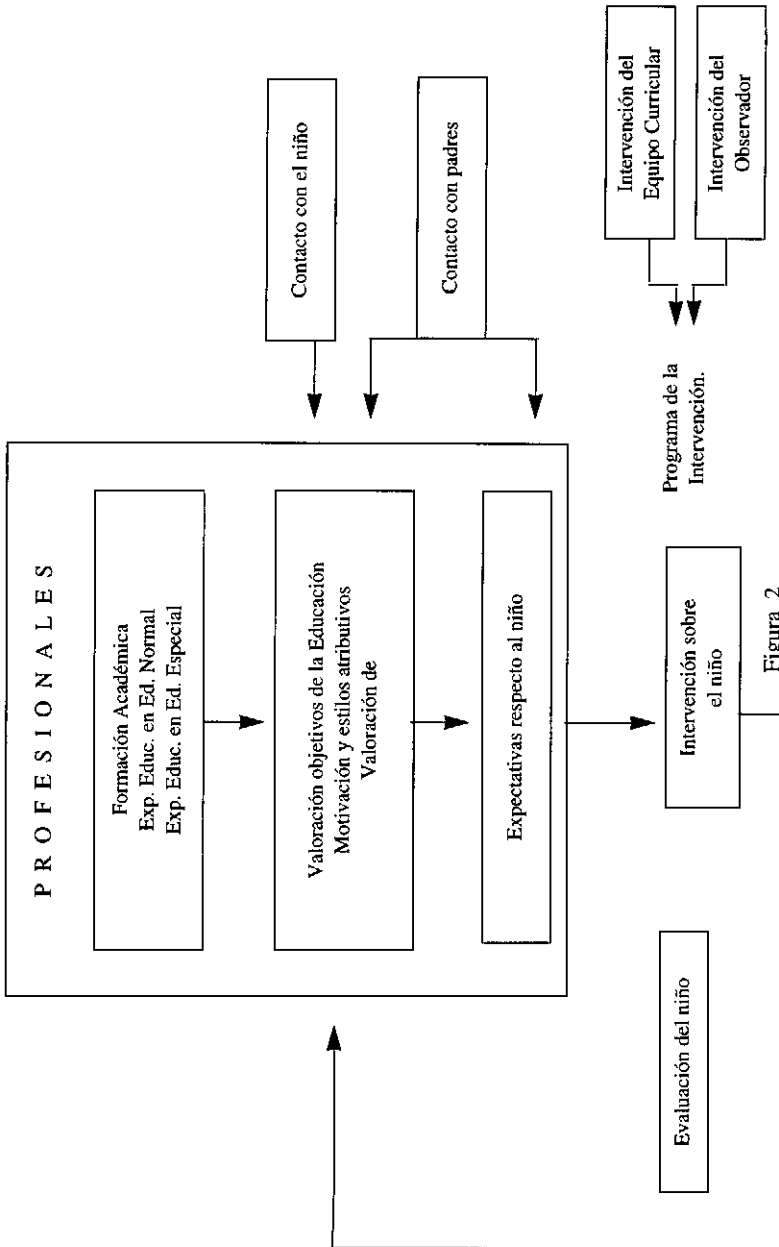 PROFESIONALES
Formación Académica
Exp. Educ. en Ed. Normal
Exp. Educ. en Ed. Especial
Valoración objetivos de la Educación
Motivación y estilos atributivos
Valoración de
Expectativas respecto al niño
Contacto con el niño
Contacto con padres
Evaluación del niño
Intervención sobre
el niño
Programa de la
Intervención.
Intervención del
Equipo Curricular
Intervención del
Observador
Figura 2